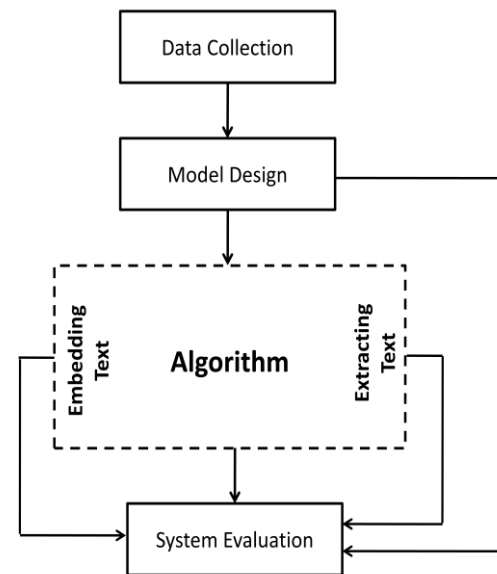 Data Collection
Model Design
Embedding
Text
Algorithm
Extracting
Text
System Evaluation